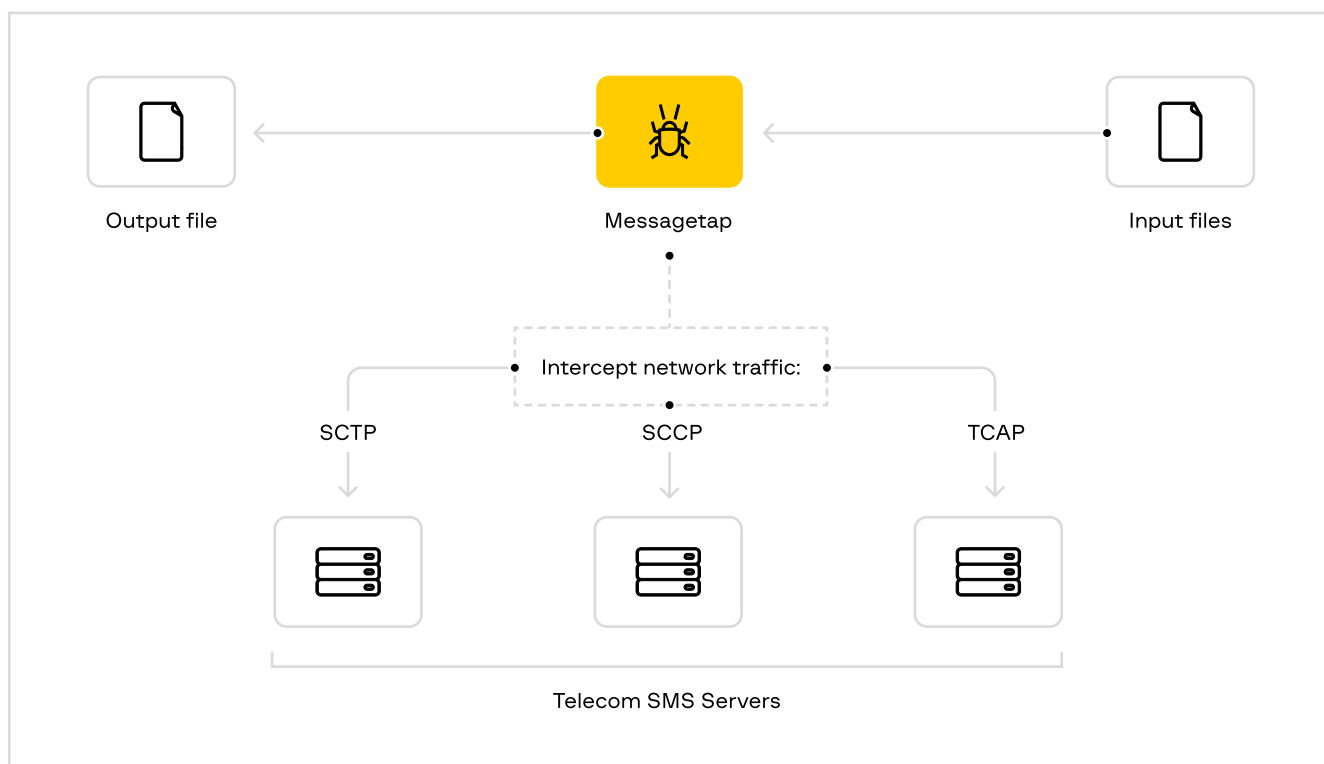 Output file
Messagetap
Input files
Intercept network traffic:
SCTP
SCCP
TCAP
Telecom SMS Servers